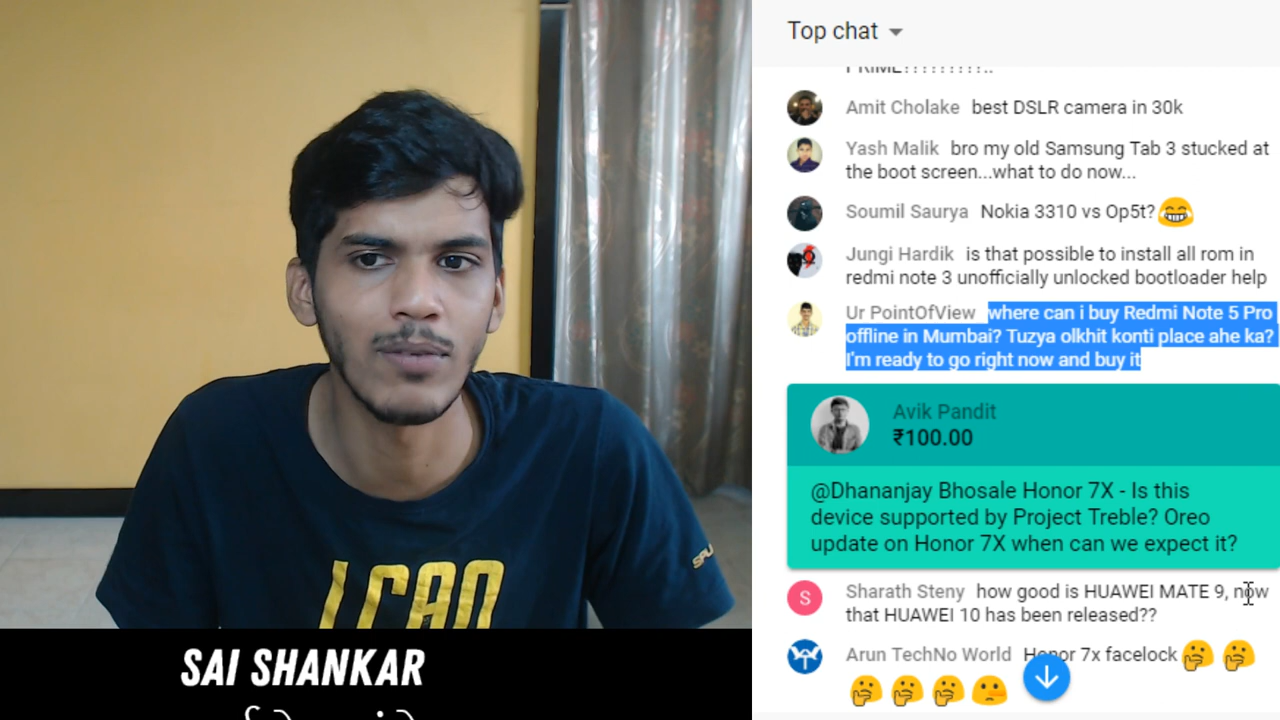 Top chat
Amit Cholake best DSLR camera in 30k
Yash Malik bro my old Samsung Tab 3 stucked at
the boot screen...what to do now...
Soumil Saurya Nokia 3310 vs Op5t?😂
Jungi Hardik is that possible to install all rom in
redmi note 3 unofficially unlocked bootloader help
Ur PointOfView where can i buy Redmi Note 5 Pro
offline in Mumbai? Tuzya olkhit konti place ahe ka?
I'm ready to go right now and buy it
Avik Pandit
₹100.00
@Dhananjay Bhosale Honor 7X - Is this
device supported by Project Treble? Oreo
update on Honor 7X when can we expect it?
S
Sharath Steny how good is HUAWEI MATE 9, now
that HUAWEI 10 has been released??
Arun TechNo World Honor 7x facelock🤔🤔
🤔🤔🤔🙁
SAI SHANKAR